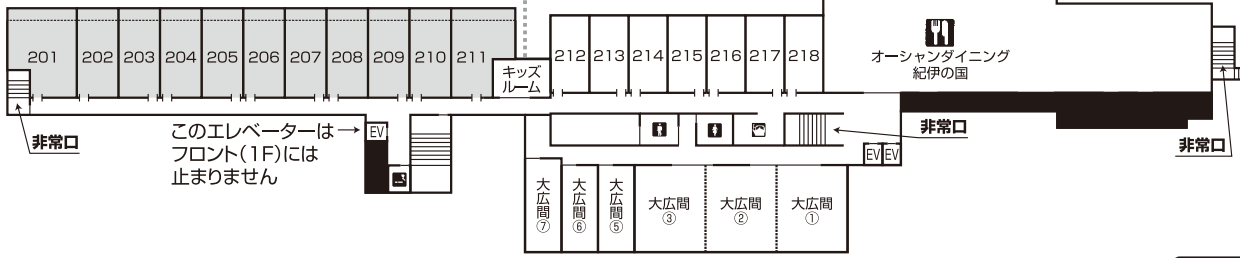 201
202
203
204
205
206
207
208
209
210
211
キッズ
ルーム
212
213
214
215
216
217
218
オーシャンダイニング
紀伊の国
非常口
このエレベーターは
フロント(1F)には
止まりません
EV
非常口
非常口
EV
EV
大広間⑦
大広間⑥
大広間⑤
大広間
③
大広間
②
大広間
①